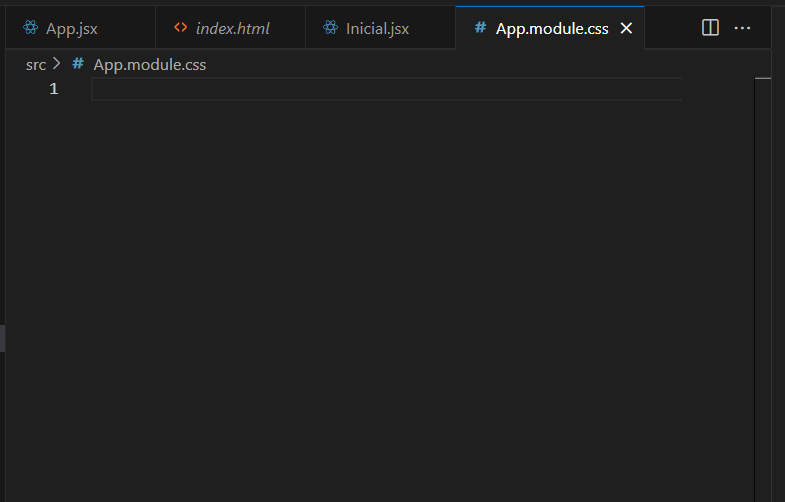 App.jsx <> index.html Inicial.jsx # App.module.css ✕ ···
src > # App.module.css
1